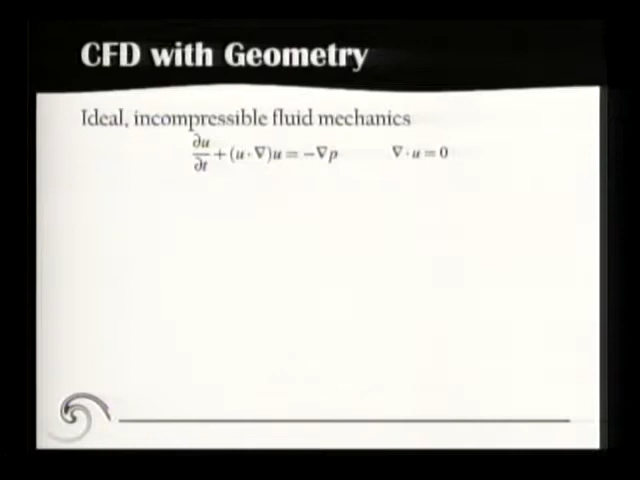 CFD with Geometry
Ideal, incompressible fluid mechanics
∂u/∂t + (u · ∇)u = −∇p ∇ · u = 0